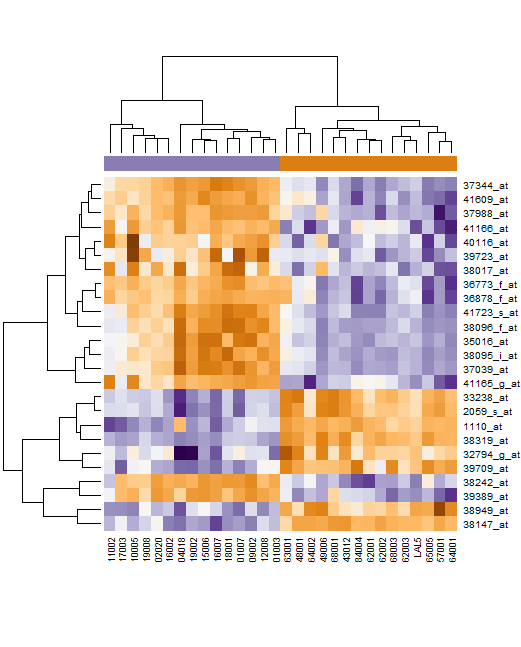 37344_at
41609_at
37988_at
41166_at
40116_at
39723_at
38017_at
36773_f_at
36878_f_at
41723_s_at
38096_f_at
35016_at
38095_i_at
37039_at
41165_g_at
33238_at
2059_s_at
1110_at
38319_at
32794_g_at
39709_at
38242_at
39389_at
38949_at
38147_at
11002
17003
10005
19008
02020
16002
04018
19002
15006
16007
18001
01007
09002
12008
01003
63001
48001
64002
49006
68001
43012
84004
62001
62002
68003
62003
LAL5
65005
57001
64001